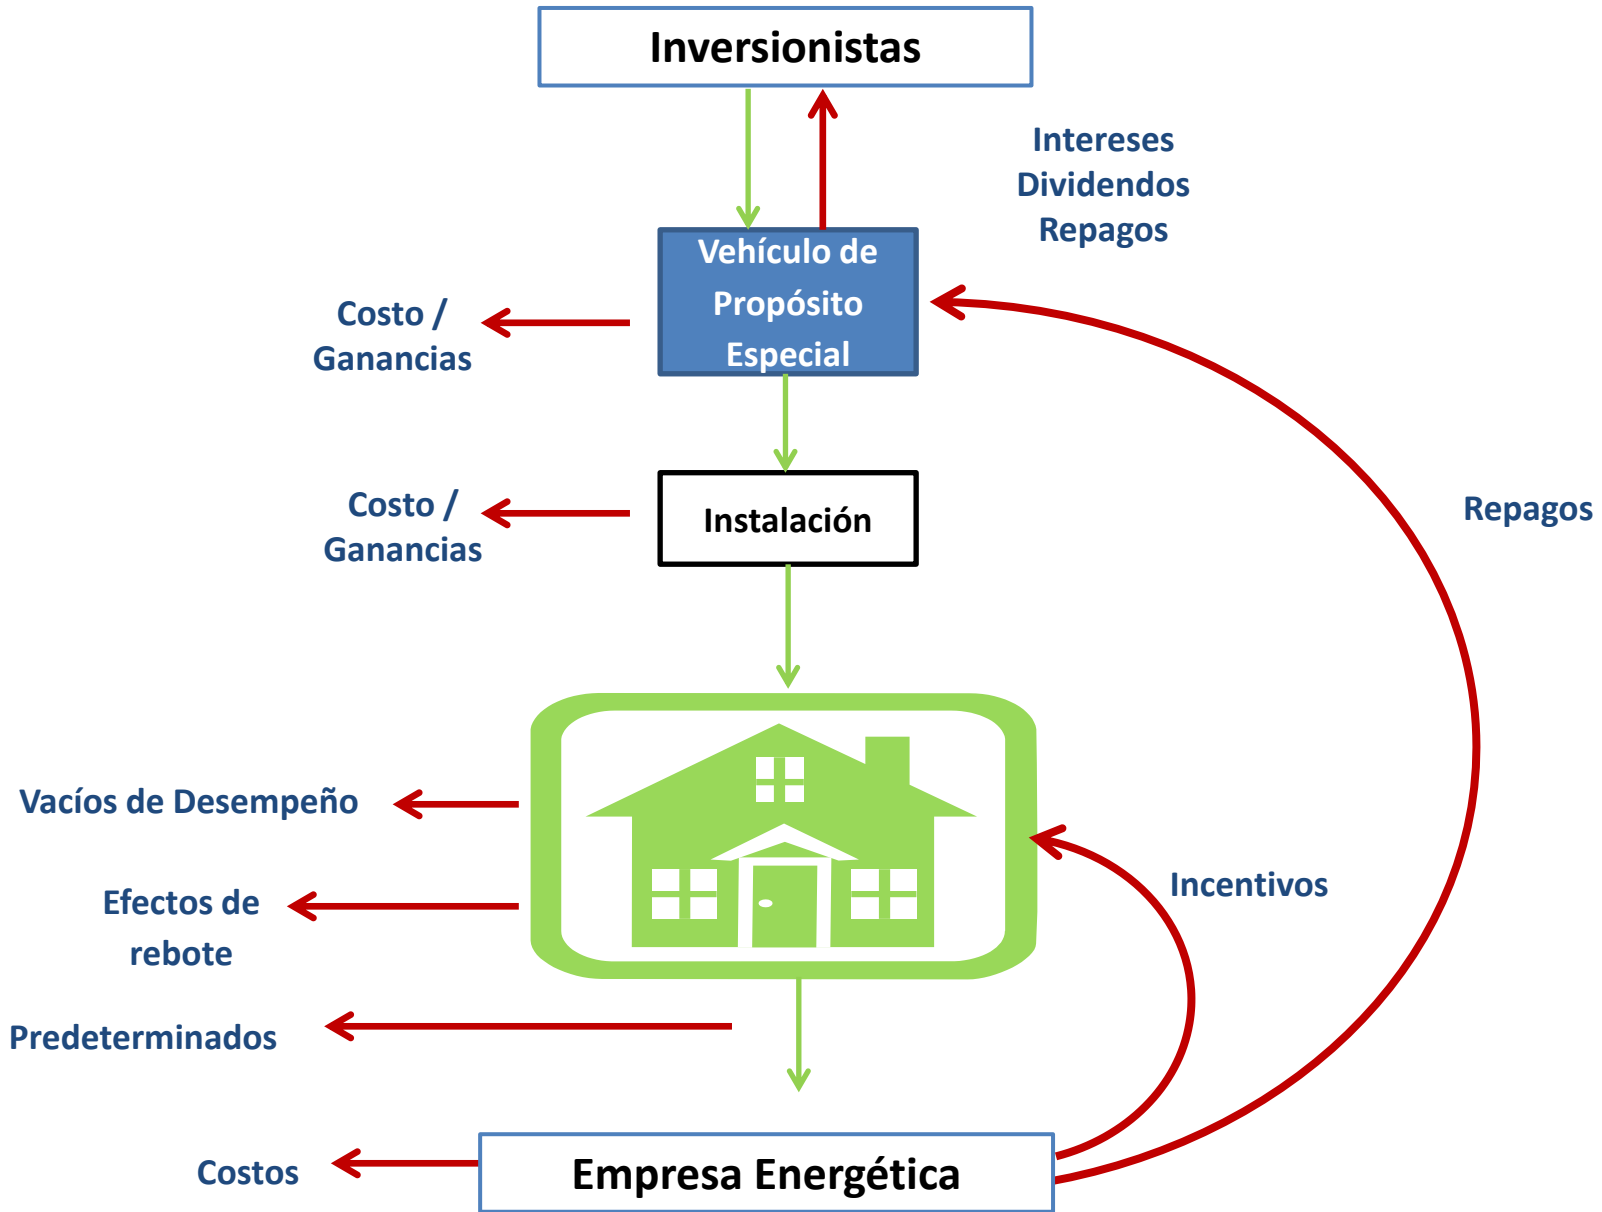 Inversionistas
Intereses
Dividendos
Repagos
Vehículo de
Propósito
Especial
Costo /
Ganancias
Costo /
Ganancias
Instalación
Repagos
Vacíos de Desempeño
Efectos de
rebote
Incentivos
Predeterminados
Costos
Empresa Energética